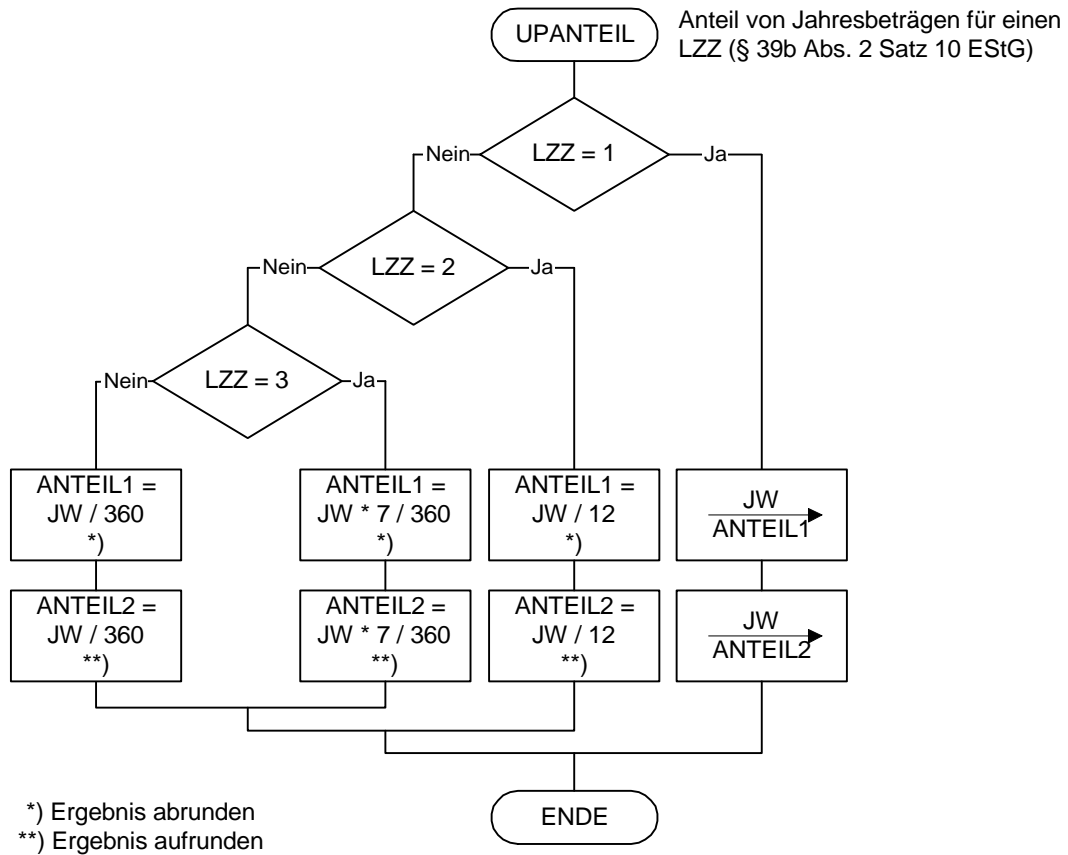 UPANTEIL
Anteil von Jahresbeträgen für einen
LZZ (§ 39b Abs. 2 Satz 10 EStG)
Nein
LZZ = 1
Ja
Nein
LZZ = 2
Ja
Nein
LZZ = 3
Ja
ANTEIL1 =
JW / 360
*)
ANTEIL1 =
JW * 7 / 360
*)
ANTEIL1 =
JW / 12
*)
JW
ANTEIL1
ANTEIL2 =
JW / 360
**)
ANTEIL2 =
JW * 7 / 360
**)
ANTEIL2 =
JW / 12
**)
JW
ANTEIL2
ENDE
*) Ergebnis abrunden
**) Ergebnis aufrunden